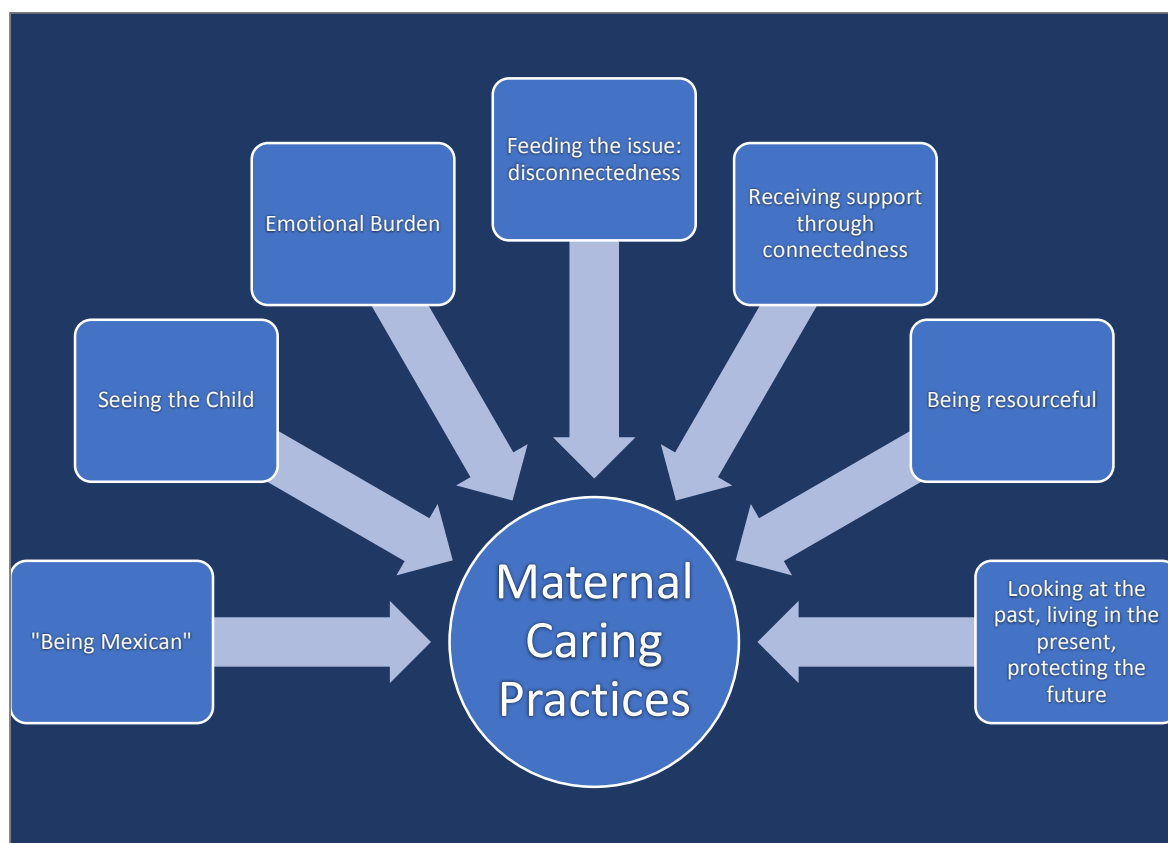 Feeding the issue:
disconnectedness
Emotional Burden
Receiving support
through
connectedness
Seeing the Child
Being resourceful
"Being Mexican"
Maternal
Caring
Practices
Looking at the
past, living in the
present,
protecting the
future